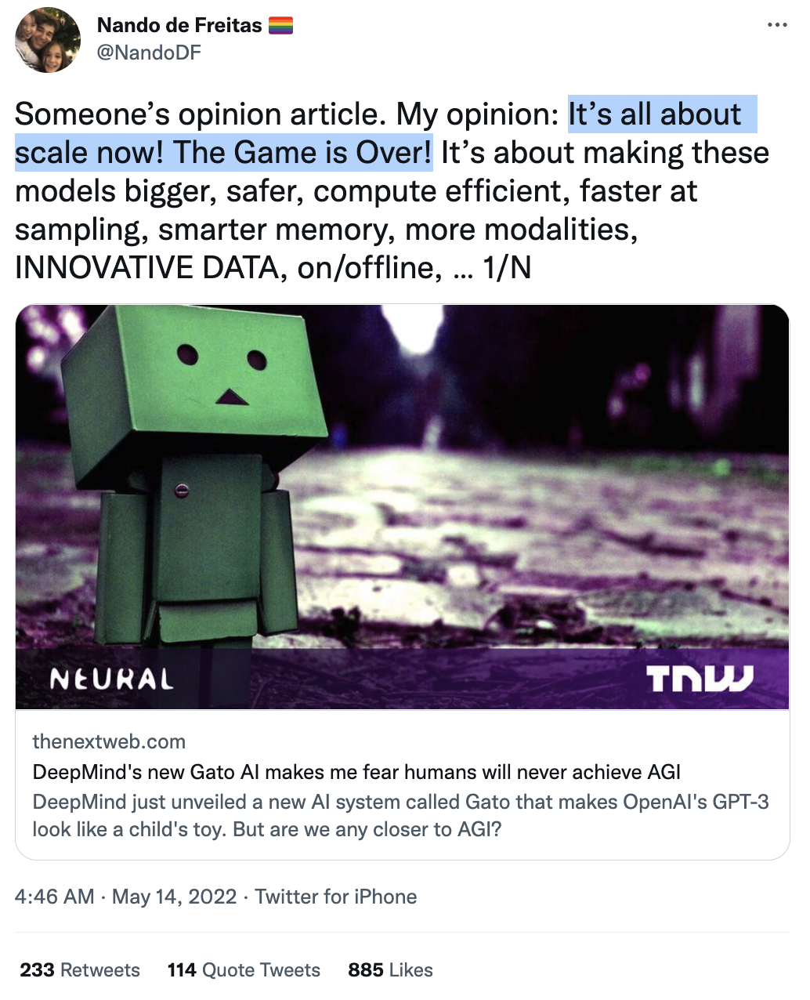 Nando de Freitas 🏳️‍🌈
@NandoDF
Someone’s opinion article. My opinion: It’s all about
scale now! The Game is Over! It’s about making these
models bigger, safer, compute efficient, faster at
sampling, smarter memory, more modalities,
INNOVATIVE DATA, on/offline, ... 1/N
NEURAL
TNW
thenextweb.com
DeepMind's new Gato AI makes me fear humans will never achieve AGI
DeepMind just unveiled a new AI system called Gato that makes OpenAI's GPT-3
look like a child's toy. But are we any closer to AGI?
4:46 AM · May 14, 2022 · Twitter for iPhone
233 Retweets 114 Quote Tweets 885 Likes